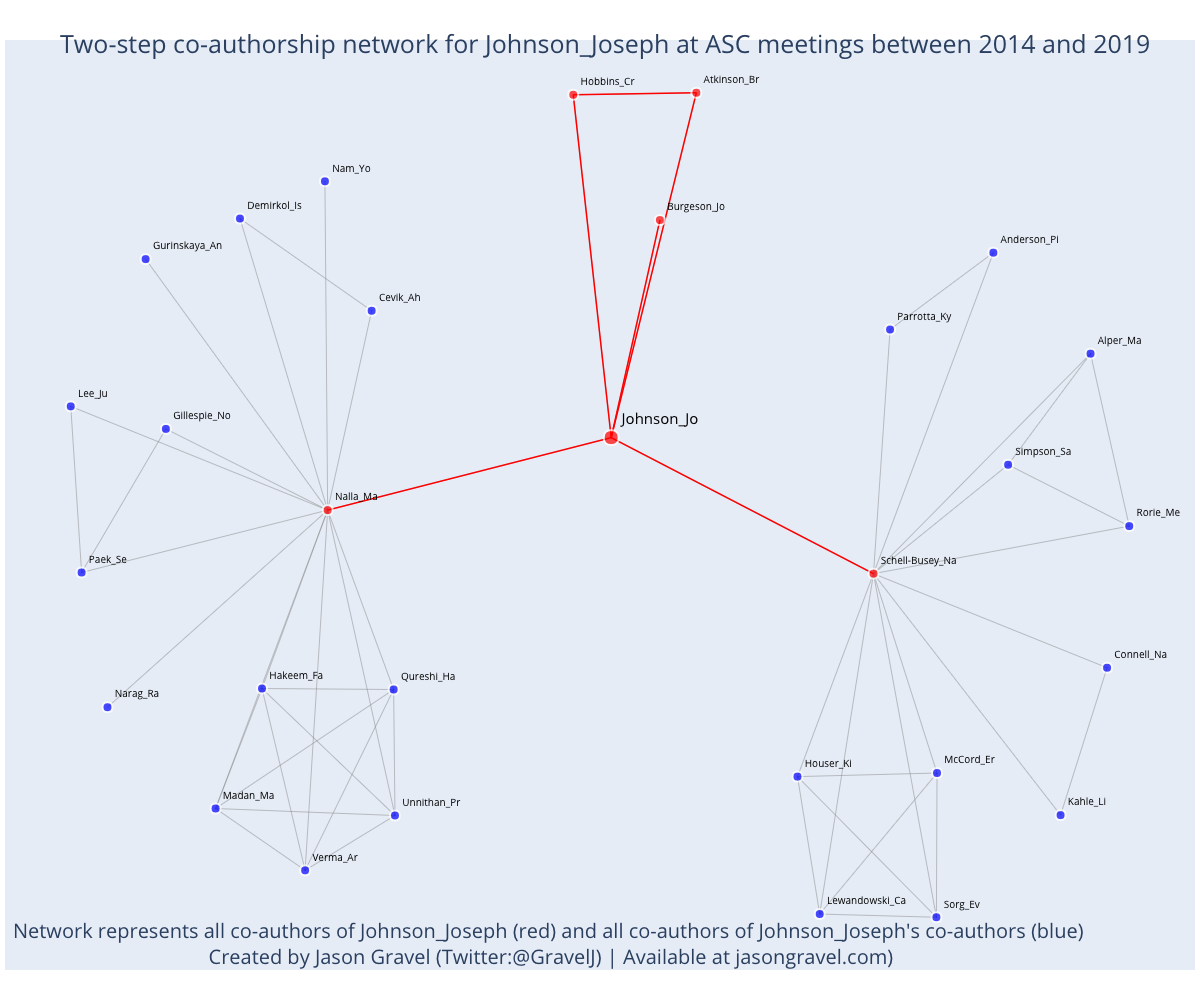 Two-step co-authorship network for Johnson_Joseph at ASC meetings between 2014 and 2019
Hobbins_Cr
Atkinson_Br
Nam_Yo
Demirkol_Is
Burgeson_Jo
Gurinskaya_An
Anderson_Pi
Cevik_Ah
Parrotta_Ky
Alper_Ma
Lee_Ju
Gillespie_No
Johnson_Jo
Simpson_Sa
Nalla_Ma
Rorie_Me
Paek_Se
Schell-Busey_Na
Connell_Na
Hakeem_Fa
Qureshi_Ha
Narag_Ra
Houser_Ki
McCord_Er
Madan_Ma
Unnithan_Pr
Kahle_Li
Verma_Ar
Lewandowski_Ca
Sorg_Ev
Network represents all co-authors of Johnson_Joseph (red) and all co-authors of Johnson_Joseph's co-authors (blue)
Created by Jason Gravel (Twitter:@GravelJ) | Available at jasongravel.com)